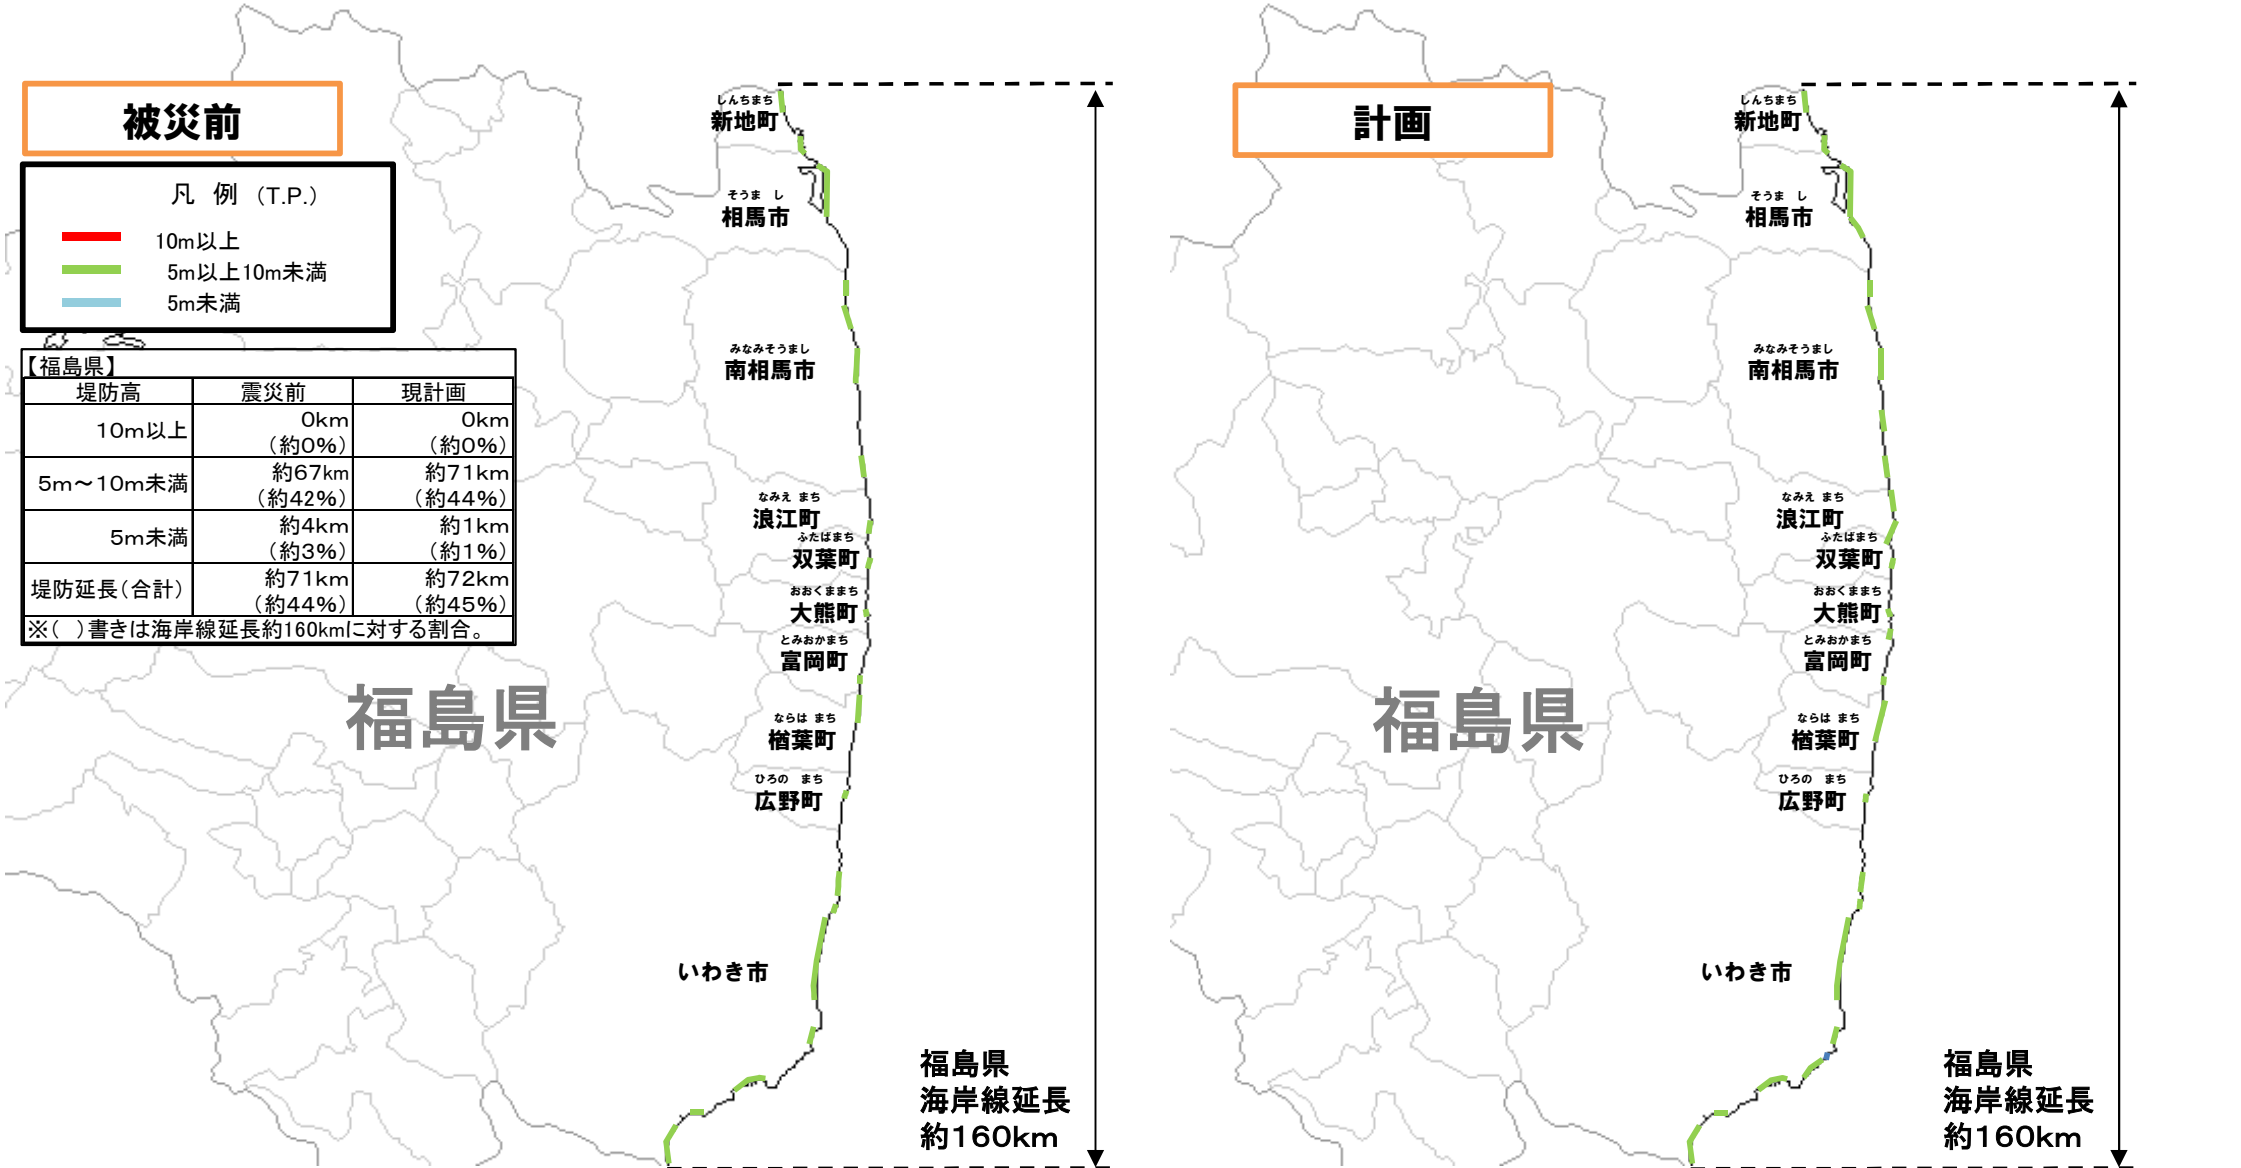 被災前
凡 例 (T.P.)
10m以上
5m以上10m未満
5m未満
【福島県】
堤防高 震災前 現計画
10m以上 0km (約0%) 0km (約0%)
5m~10m未満 約67km (約42%) 約71km (約44%)
5m未満 約4km (約3%) 約1km (約1%)
堤防延長(合計) 約71km (約44%) 約72km (約45%)
※( )書きは海岸線延長約160kmに対する割合。
しんちまち
新地町
そうま し
相馬市
みなみそうまし
南相馬市
なみえ まち
浪江町
ふたばまち
双葉町
おおくままち
大熊町
とみおかまち
富岡町
ならは まち
楢葉町
ひろの まち
広野町
いわき市
福島県
福島県
海岸線延長
約160km
計画
しんちまち
新地町
そうま し
相馬市
みなみそうまし
南相馬市
なみえ まち
浪江町
ふたばまち
双葉町
おおくままち
大熊町
とみおかまち
富岡町
ならは まち
楢葉町
ひろの まち
広野町
いわき市
福島県
福島県
海岸線延長
約160km